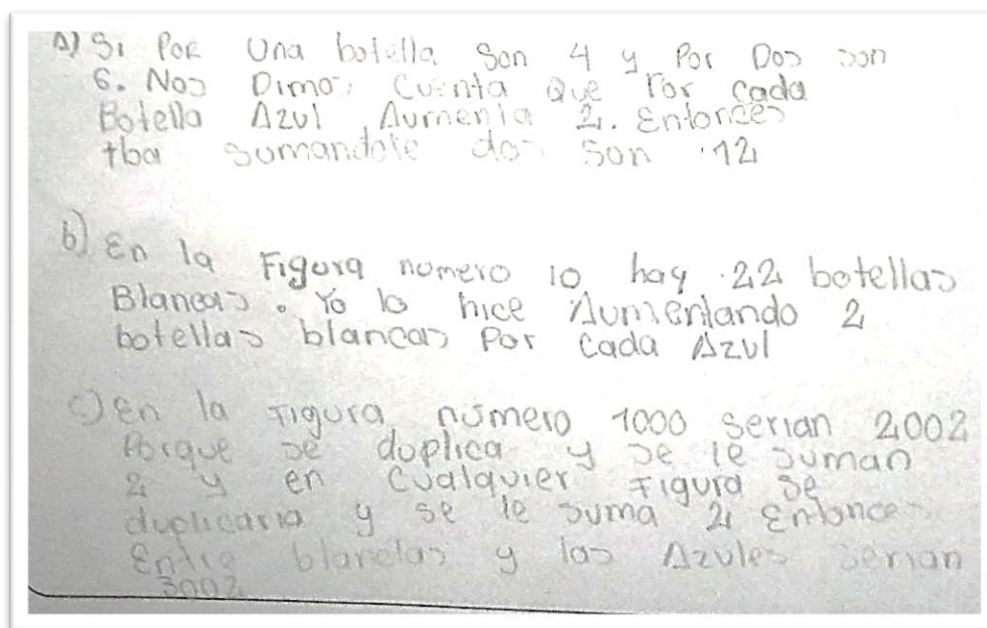 A) Si Por Una botella Son 4 y Por Dos son
6. Nos Dimos Cuenta Que Por cada
Botella Azul Aumenta 2. Entonces
iba sumandole dos Son 12
b) En la Figura numero 10 hay 22 botellas
Blancas. Yo lo hice Aumentando 2
botellas blancas Por Cada Azul
c) en la Figura número 1000 serian 2002
Porque se duplica y se le suman
2 y en Cualquier Figura se
duplicaria y se le suma 2 Entonces
Entre blancas y las Azules serian
3002